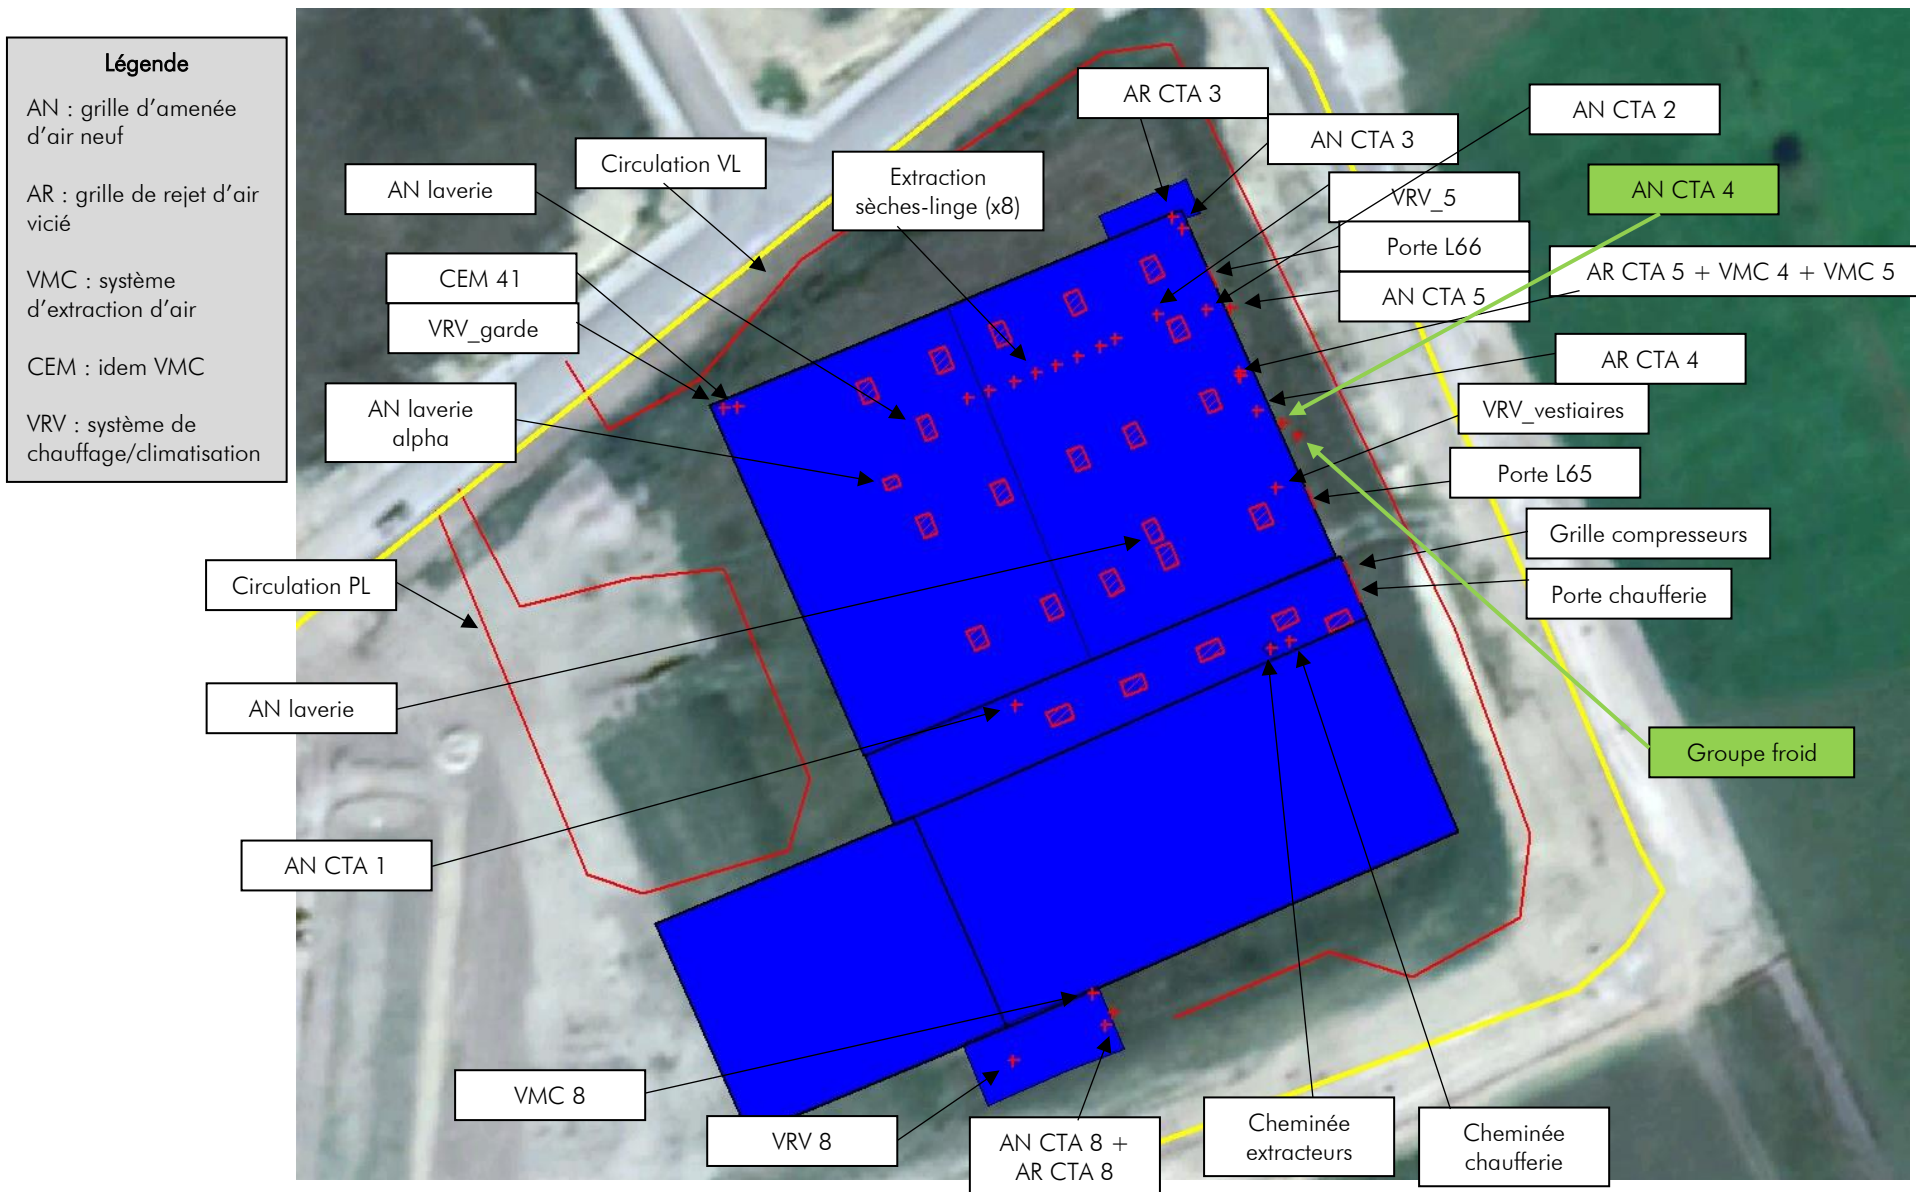 Légende
AN : grille d'amenée
d'air neuf
AR : grille de rejet d'air
vicié
VMC : système
d'extraction d'air
CEM : idem VMC
VRV : système de
chauffage/climatisation
AR CTA 3
AN CTA 2
AN CTA 3
Circulation VL
Extraction
sèches-linge (x8)
AN laverie
VRV_5
AN CTA 4
Porte L66
CEM 41
AR CTA 5 + VMC 4 + VMC 5
AN CTA 5
VRV_garde
AR CTA 4
AN laverie
alpha
VRV_vestiaires
Porte L65
Grille compresseurs
Circulation PL
Porte chaufferie
AN laverie
Groupe froid
AN CTA 1
VMC 8
VRV 8
AN CTA 8 +
AR CTA 8
Cheminée
extracteurs
Cheminée
chaufferie